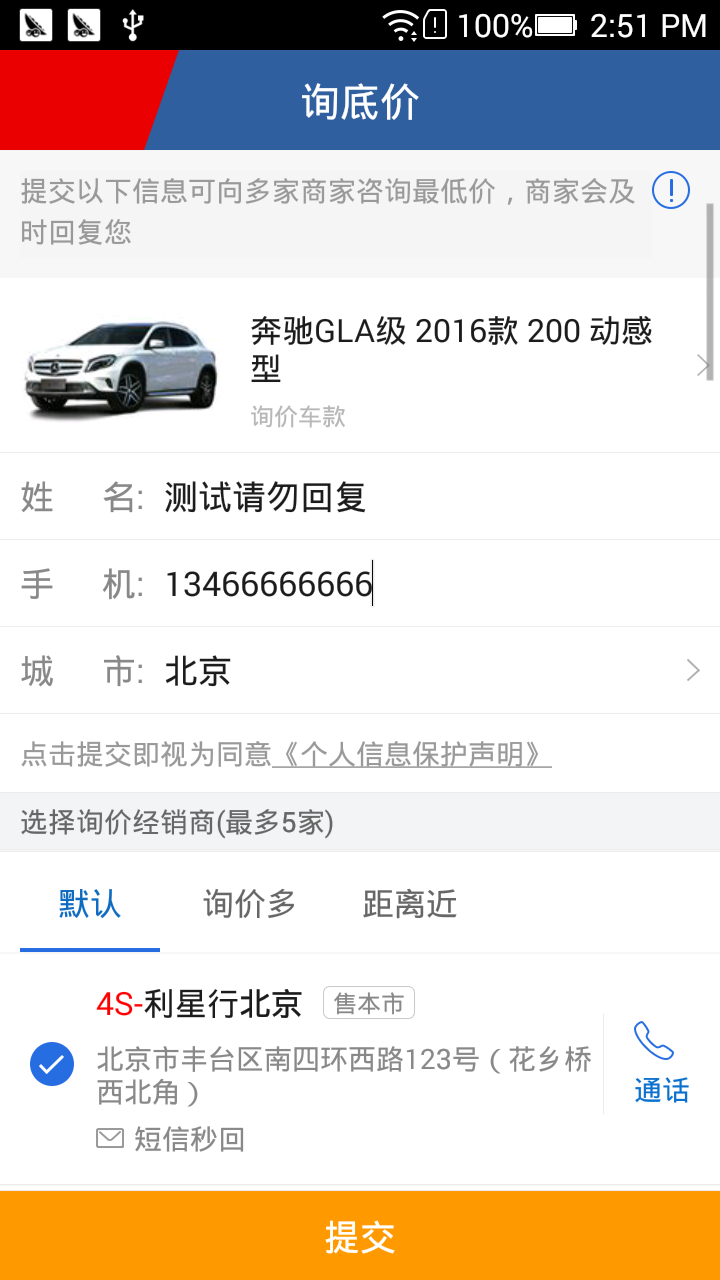 100% 2:51 PM
询底价
提交以下信息可向多家商家咨询最低价，商家会及
时回复您
奔驰GLA级 2016款 200 动感
型
询价车款
姓 名: 测试请勿回复
手 机: 13466666666
城 市: 北京
点击提交即视为同意《个人信息保护声明》
选择询价经销商(最多5家)
默认 询价多 距离近
4S-利星行北京 售本市
北京市丰台区南四环西路123号（花乡桥
西北角）
通话
短信秒回
提交